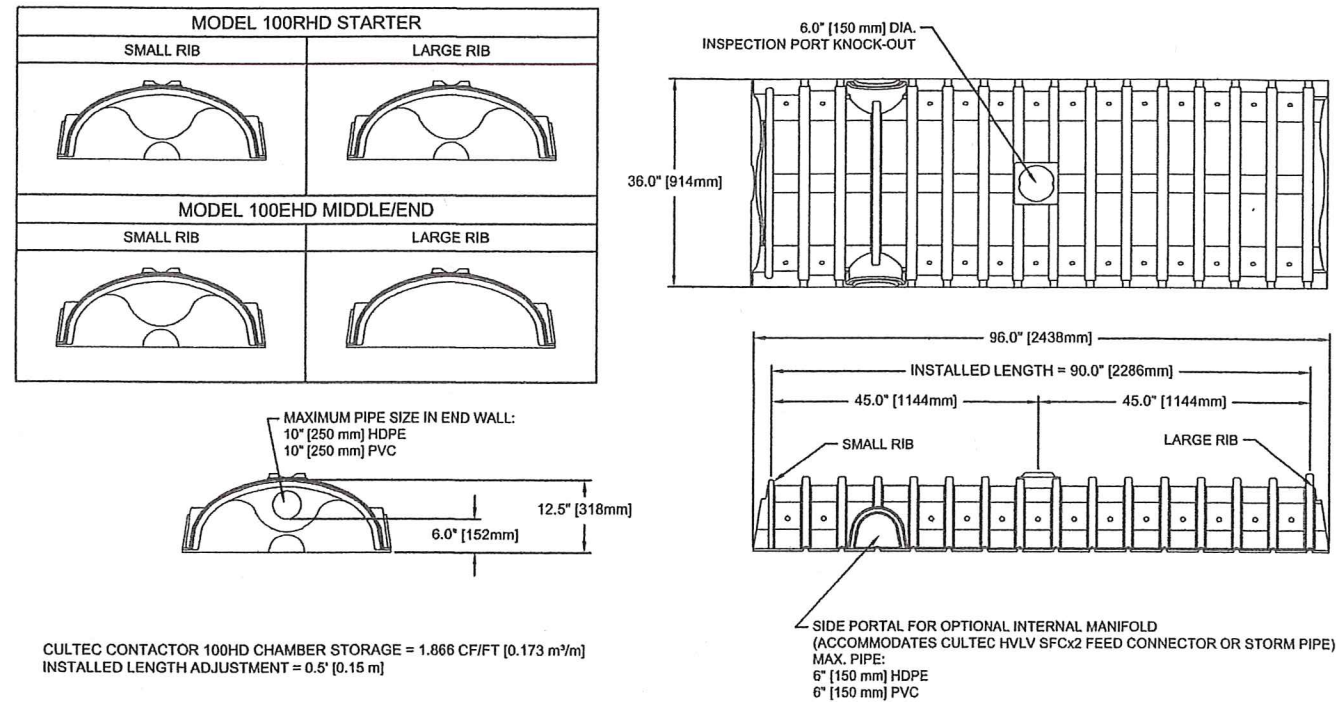 MODEL 100RHD STARTER
SMALL RIB
LARGE RIB
MODEL 100EHD MIDDLE/END
SMALL RIB
LARGE RIB
MAXIMUM PIPE SIZE IN END WALL:
10" [250 mm] HDPE
10" [250 mm] PVC
12.5" [318mm]
6.0" [152mm]
CULTEC CONTACTOR 100HD CHAMBER STORAGE = 1.866 CF/FT [0.173 m³/m]
INSTALLED LENGTH ADJUSTMENT = 0.5' [0.15 m]
6.0" [150 mm] DIA.
INSPECTION PORT KNOCK-OUT
36.0" [914mm]
96.0" [2438mm]
INSTALLED LENGTH = 90.0" [2286mm]
45.0" [1144mm]
45.0" [1144mm]
SMALL RIB
LARGE RIB
SIDE PORTAL FOR OPTIONAL INTERNAL MANIFOLD
(ACCOMMODATES CULTEC HVLV SFCx2 FEED CONNECTOR OR STORM PIPE)
MAX. PIPE:
6" [150 mm] HDPE
6" [150 mm] PVC